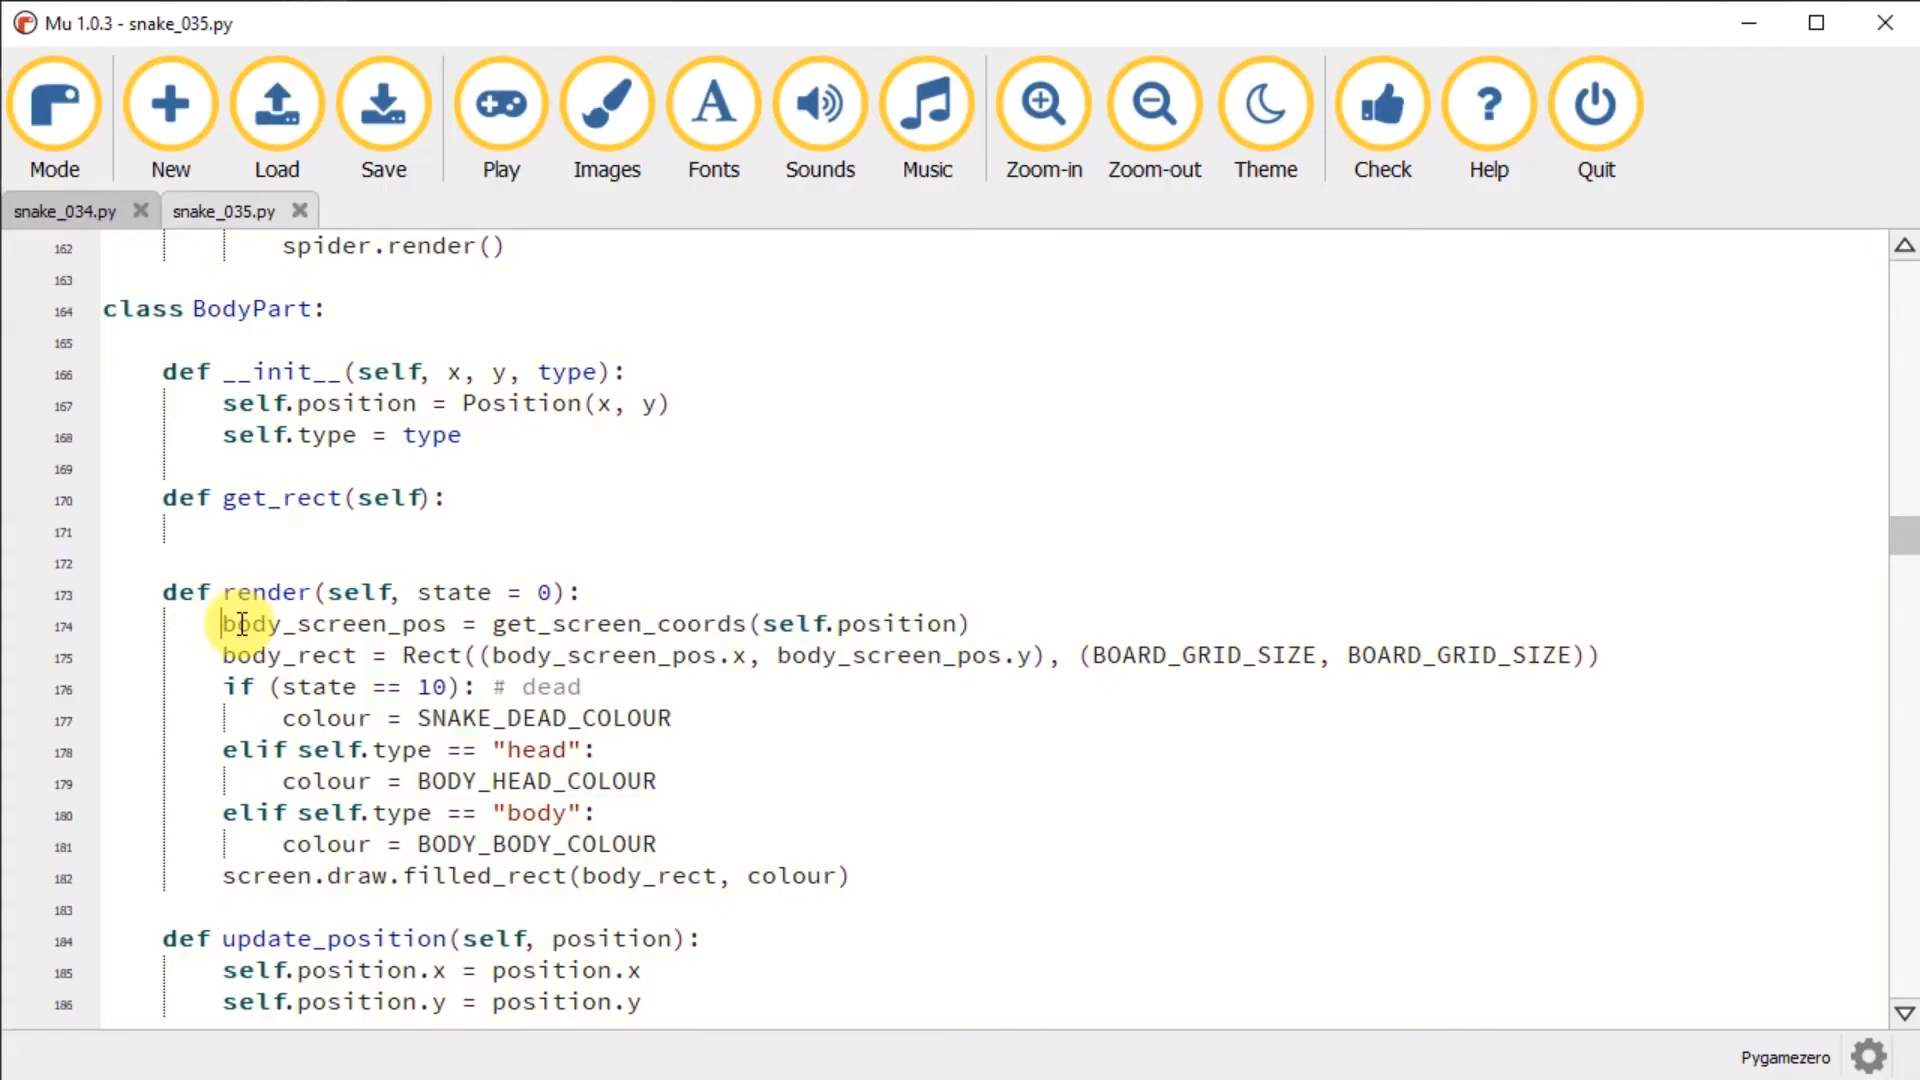 Mu 1.0.3 - snake_035.py
Mode New Load Save Play Images Fonts Sounds Music Zoom-in Zoom-out Theme Check Help Quit
snake_034.py snake_035.py
162 spider.render()
163
164 class BodyPart:
165
166 def __init__(self, x, y, type):
167 self.position = Position(x, y)
168 self.type = type
169
170 def get_rect(self):
171
172
173 def render(self, state = 0):
174 body_screen_pos = get_screen_coords(self.position)
175 body_rect = Rect((body_screen_pos.x, body_screen_pos.y), (BOARD_GRID_SIZE, BOARD_GRID_SIZE))
176 if (state == 10): # dead
177 colour = SNAKE_DEAD_COLOUR
178 elif self.type == "head":
179 colour = BODY_HEAD_COLOUR
180 elif self.type == "body":
181 colour = BODY_BODY_COLOUR
182 screen.draw.filled_rect(body_rect, colour)
183
184 def update_position(self, position):
185 self.position.x = position.x
186 self.position.y = position.y
Pygamezero